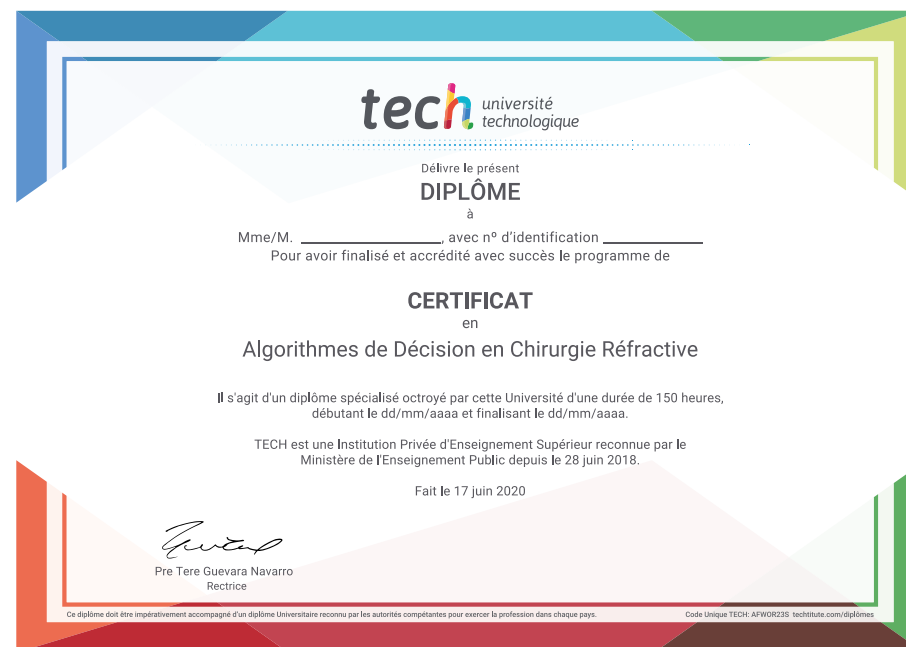 tech université
technologique
Délivre le présent
DIPLÔME
à
Mme/M. ____________________, avec nº d'identification ______________
Pour avoir finalisé et accrédité avec succès le programme de
CERTIFICAT
en
Algorithmes de Décision en Chirurgie Réfractive
Il s'agit d'un diplôme spécialisé octroyé par cette Université d'une durée de 150 heures,
débutant le dd/mm/aaaa et finalisant le dd/mm/aaaa.
TECH est une Institution Privée d'Enseignement Supérieur reconnue par le
Ministère de l'Enseignement Public depuis le 28 juin 2018.
Fait le 17 juin 2020
Pre Tere Guevara Navarro
Rectrice
Ce diplôme doit être impérativement accompagné d'un diplôme Universitaire reconnu par les autorités compétentes pour exercer la profession dans chaque pays.
Code Unique TECH: AFWOR23S techtitute.com/diplômes